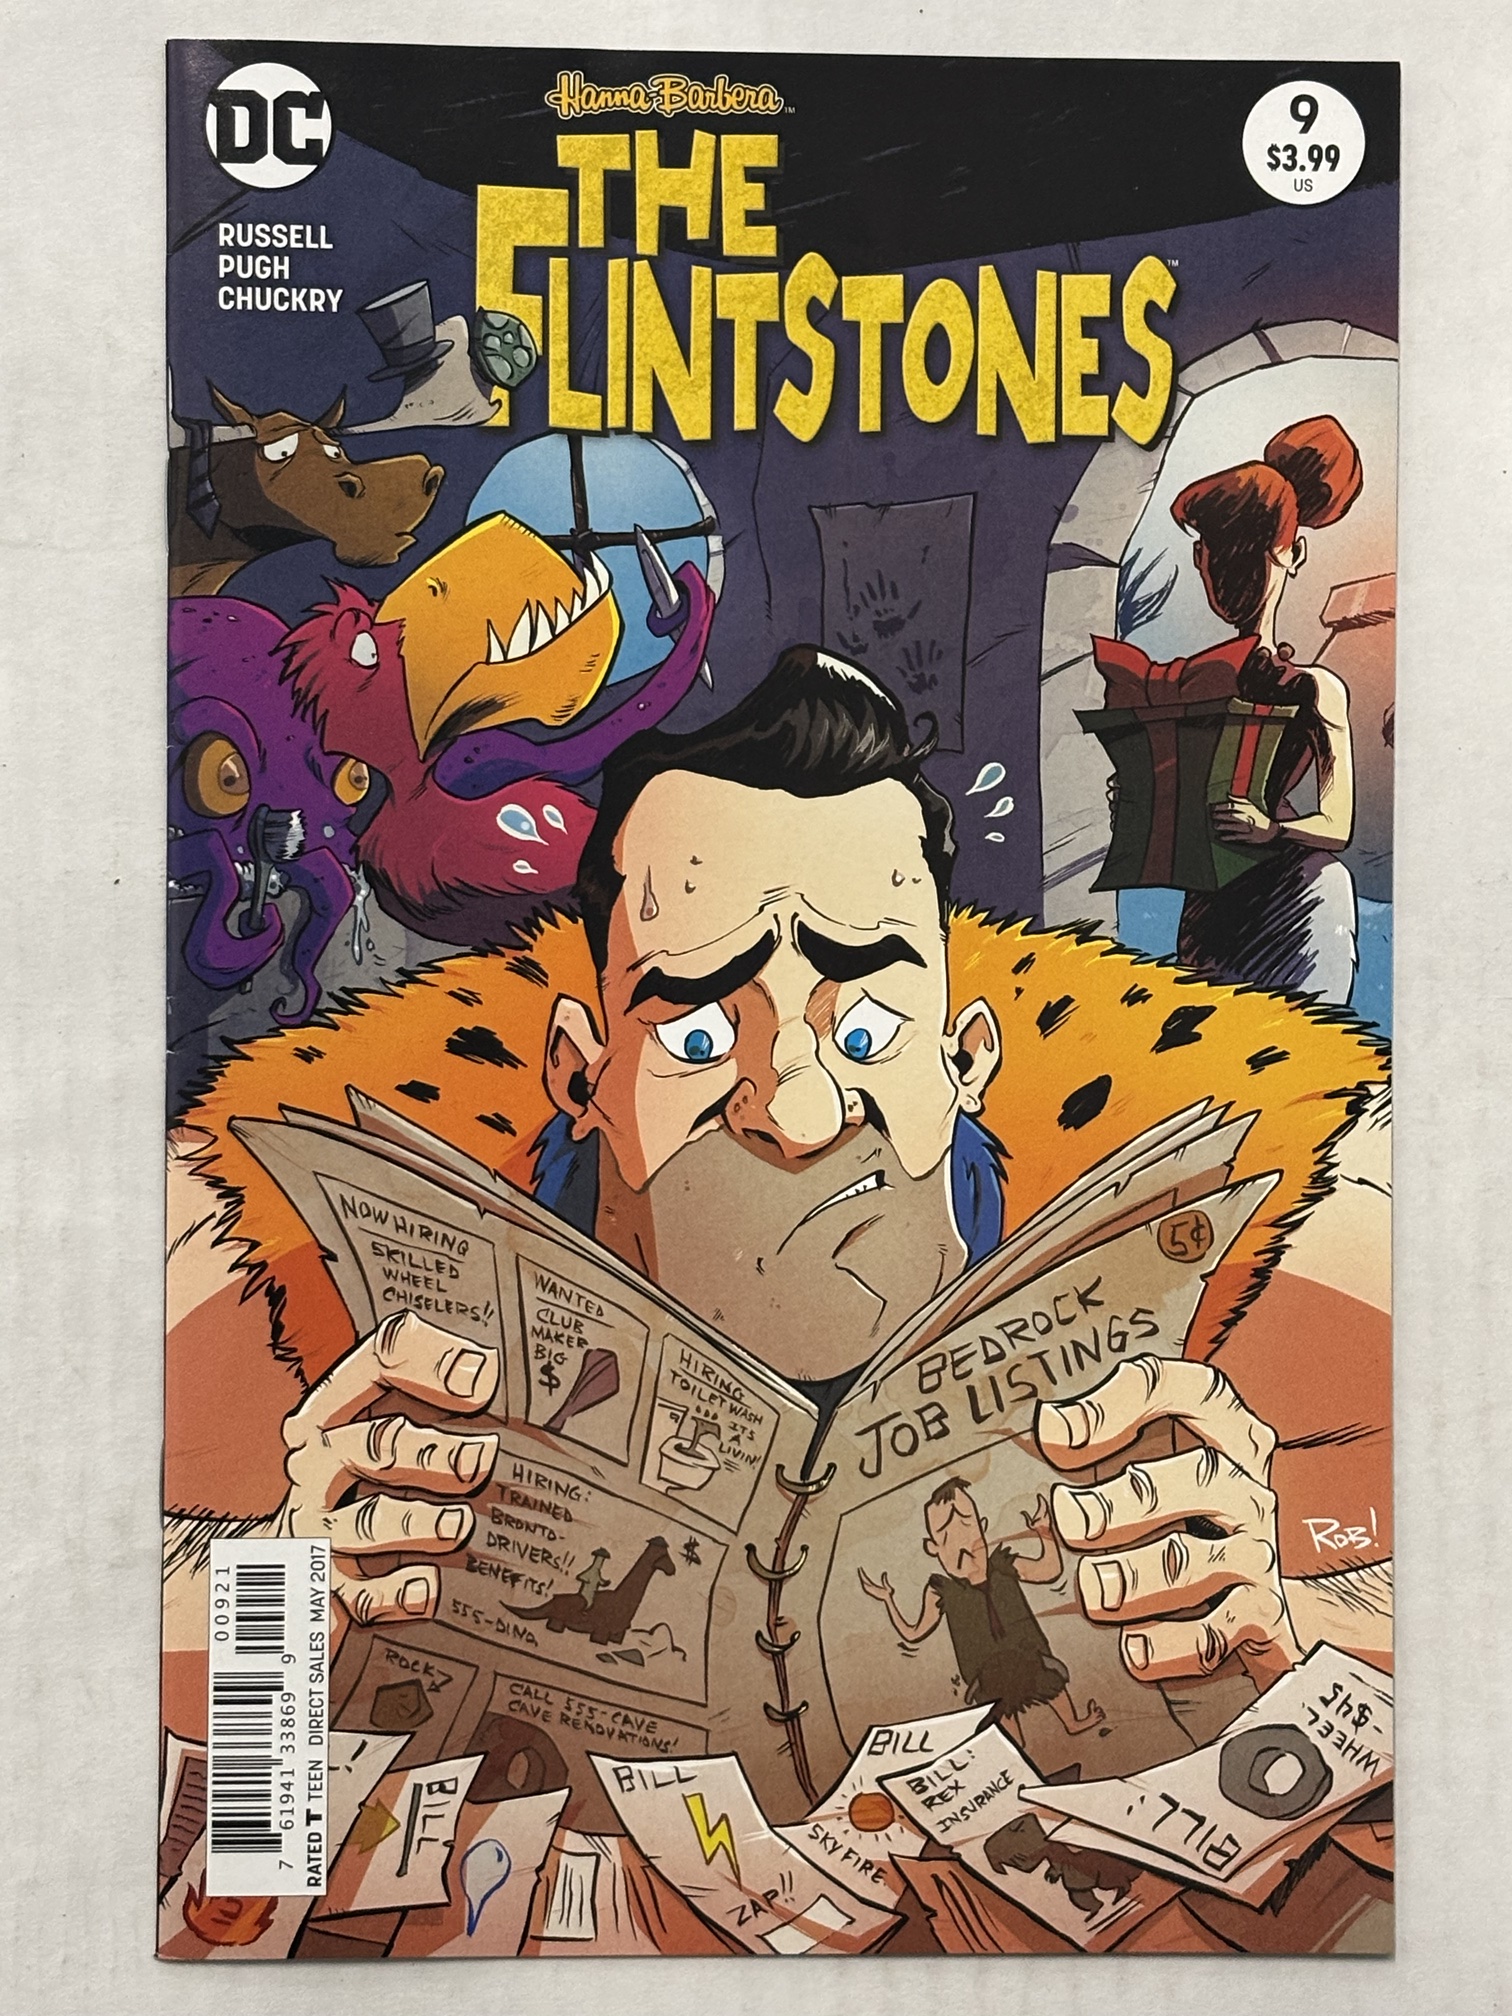 DC
Hanna-Barbera™
THE
FLINTSTONES™
9
$3.99
US
RUSSELL
PUGH
CHUCKRY
NOW HIRING
SKILLED
WHEEL
CHISELERS!!
WANTED
CLUB
MAKER
BIG
$
HIRING
TOILET WASH
ITS
A
LIVIN'
HIRING:
TRAINED
BRONTO-
DRIVERS!!
BENEFITS!
$
555-DINO
ROCK
CALL 555-CAVE
CAVE RENOVATIONS!
5¢
BEDROCK
JOB LISTINGS
ROB!
BILL
BILL
ZAP!!
BILL
SKYFIRE
BILL:
REX
INSURANCE
BILL:
WHEEL
-$45
00921
7 61941 33869 9
RATED T TEEN DIRECT SALES MAY 2017